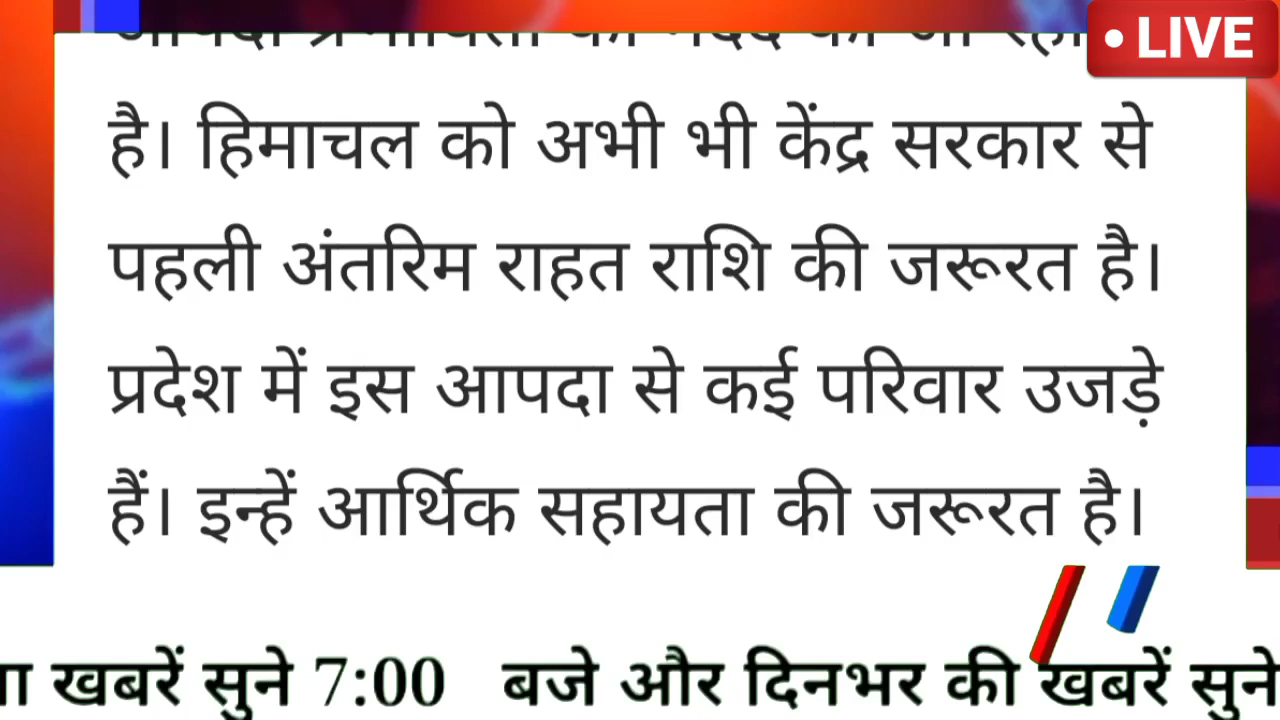 LIVE
है। हिमाचल को अभी भी केंद्र सरकार से
पहली अंतरिम राहत राशि की जरूरत है।
प्रदेश में इस आपदा से कई परिवार उजड़े
हैं। इन्हें आर्थिक सहायता की जरूरत है।
खबरें सुने 7:00 बजे और दिनभर की खबरें सुने